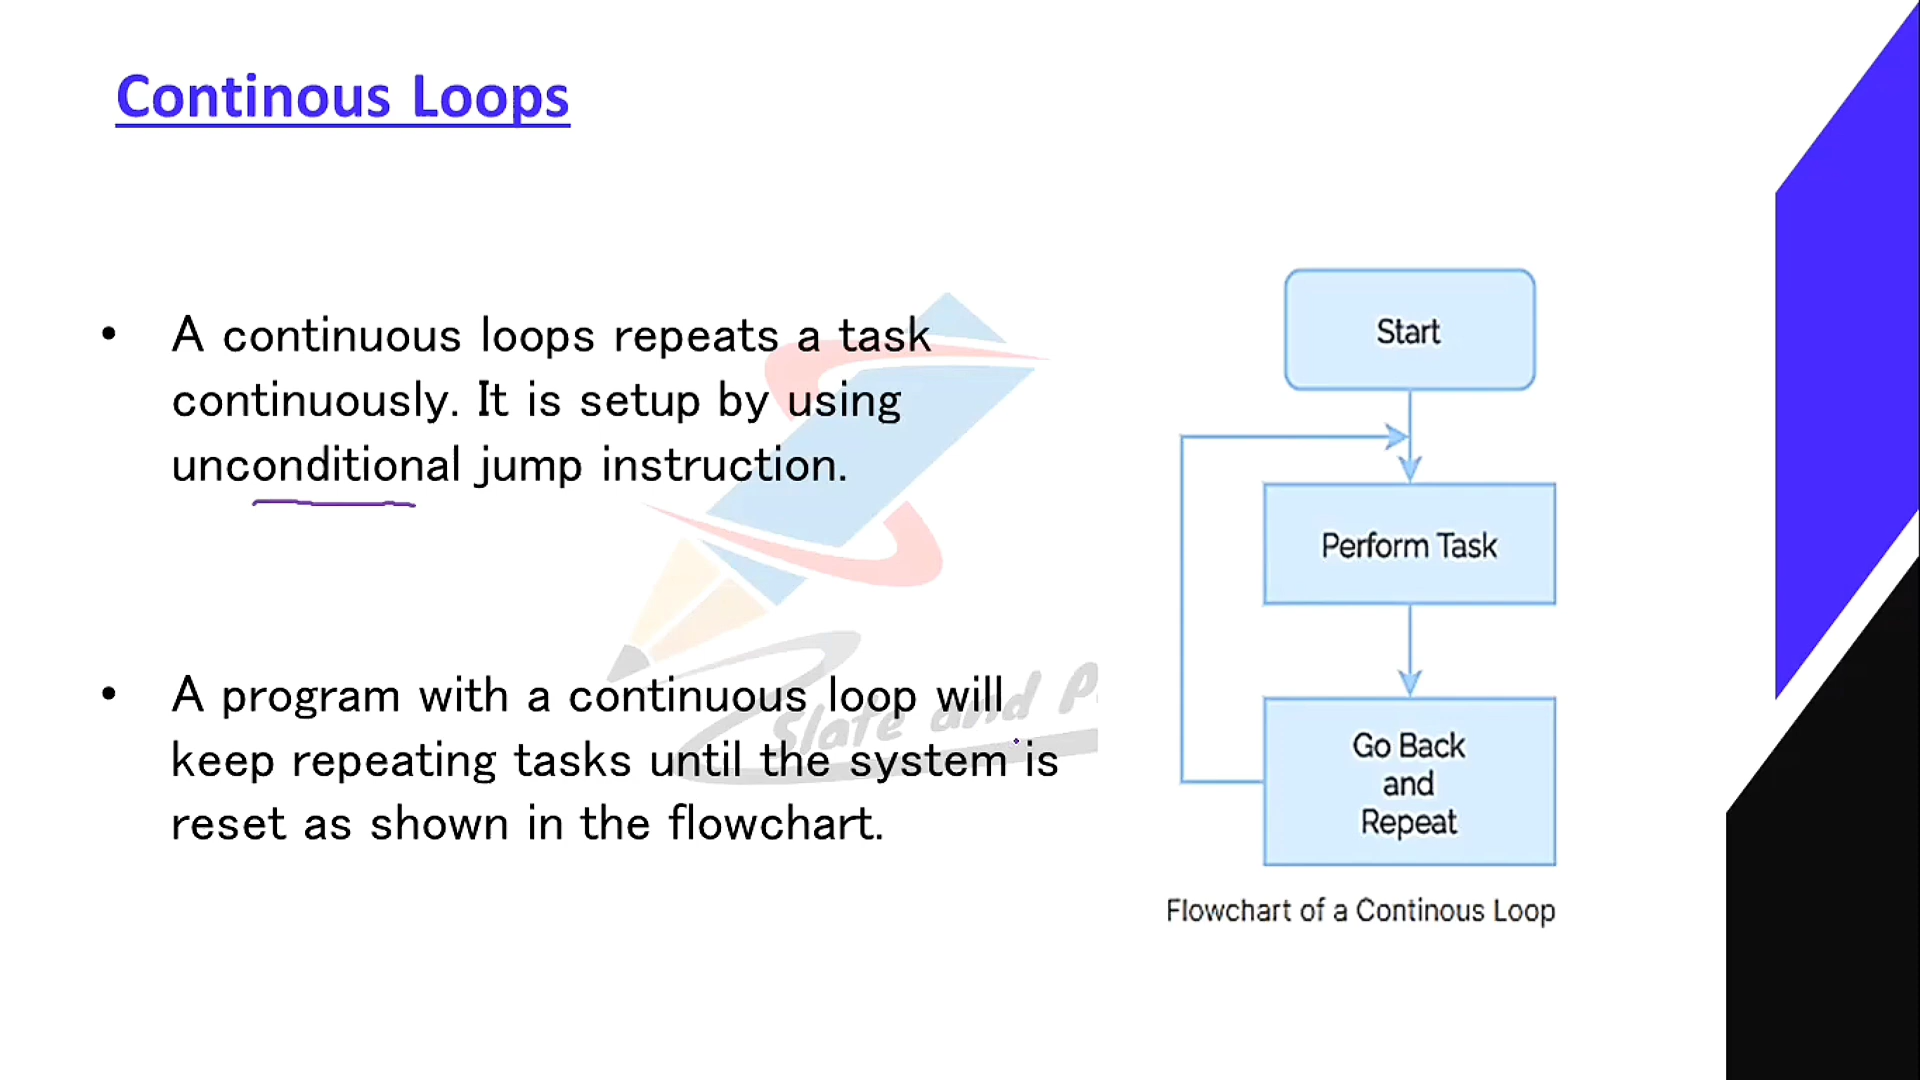 Continous Loops
• A continuous loops repeats a task
continuously. It is setup by using
unconditional jump instruction.
• A program with a continuous loop will
keep repeating tasks until the system is
reset as shown in the flowchart.
Slate and P
Start
Perform Task
Go Back
and
Repeat
Flowchart of a Continous Loop